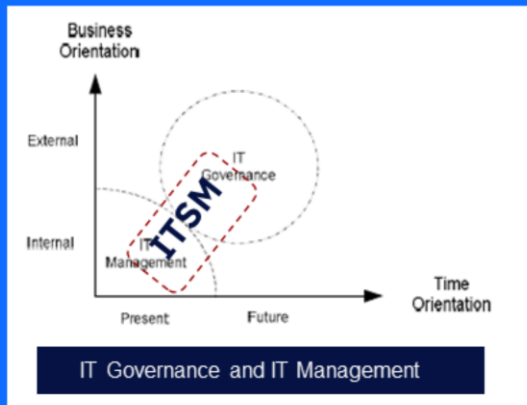 Business
Orientation
External
IT
Governance
ITSM
Internal
IT
Management
Time
Orientation
Present
Future
IT Governance and IT Management